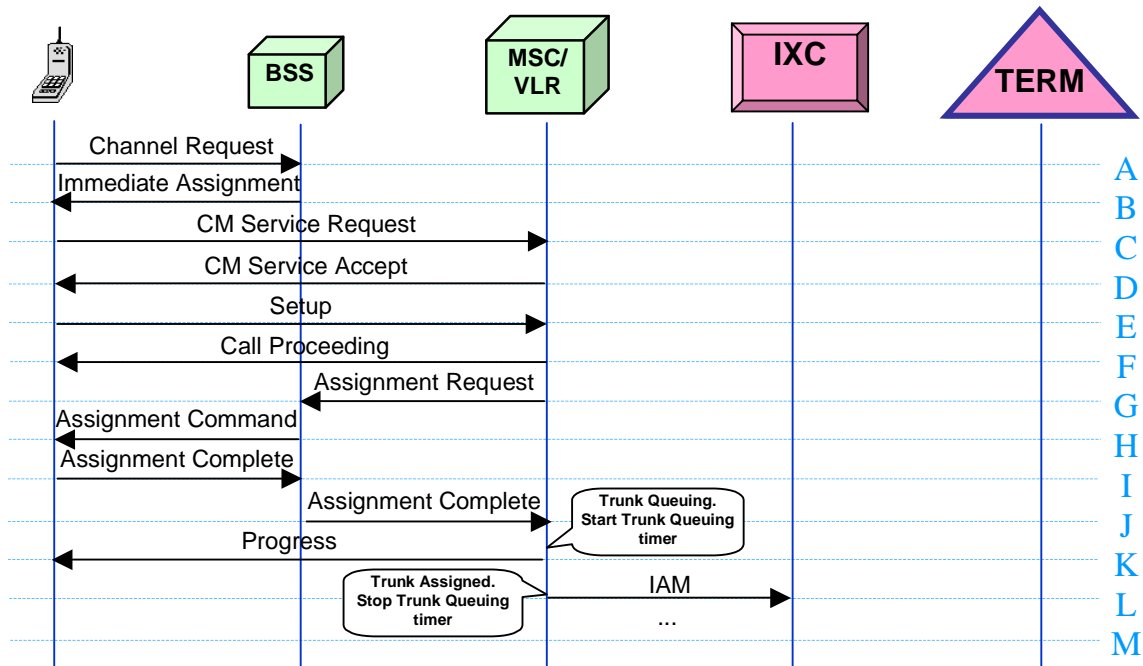 BSS
MSC/
VLR
IXC
TERM
Channel Request
A
Immediate Assignment
B
CM Service Request
C
CM Service Accept
D
Setup
E
Call Proceeding
F
Assignment Request
G
Assignment Command
H
Assignment Complete
I
Assignment Complete
J
Trunk Queuing.
Start Trunk Queuing
timer
Progress
K
Trunk Assigned.
Stop Trunk Queuing
timer
IAM
L
...
M